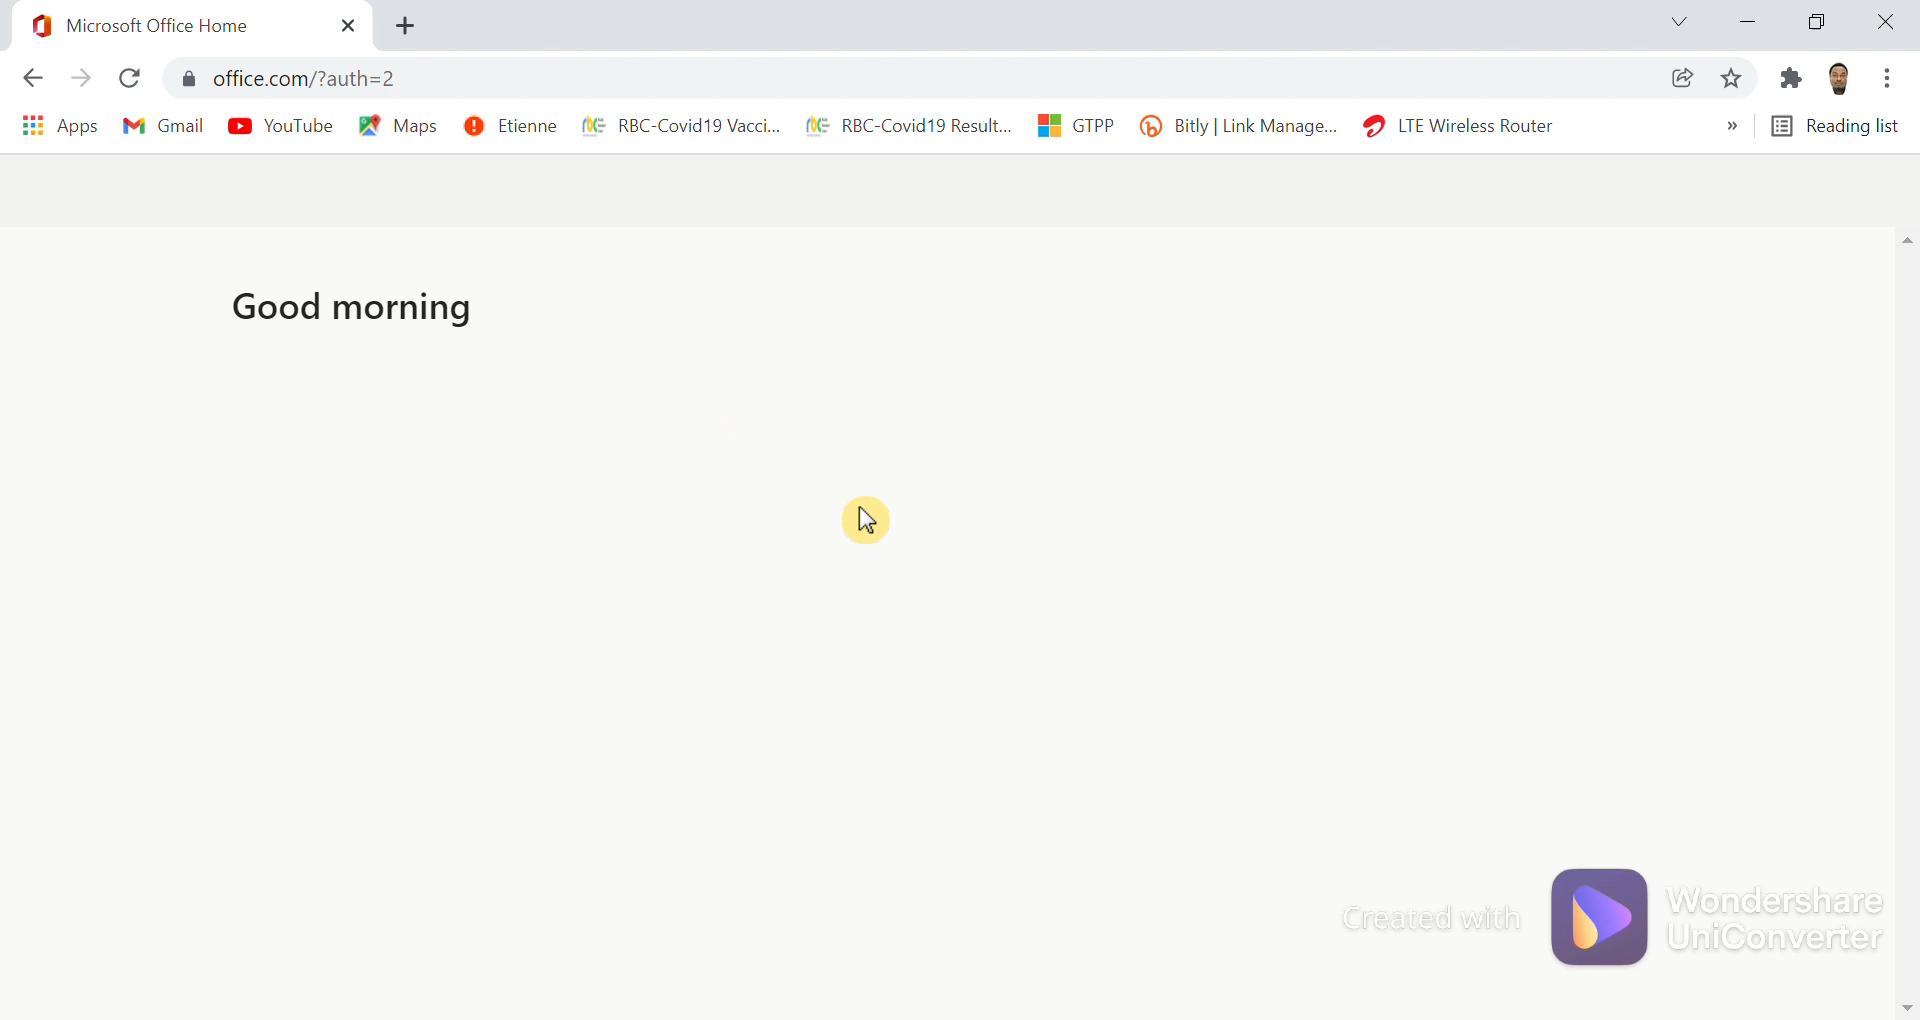 Microsoft Office Home
office.com/?auth=2
Apps Gmail YouTube Maps Etienne RBC-Covid19 Vacci... RBC-Covid19 Result... GTPP Bitly | Link Manage... LTE Wireless Router » Reading list
Good morning
Created with Wondershare UniConverter